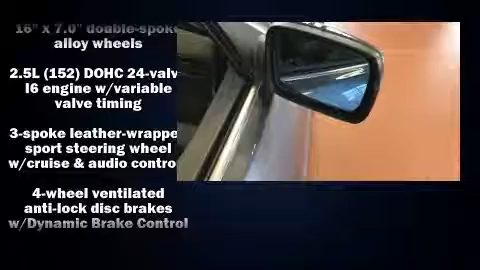 16" x 7.0" double-spoke
alloy wheels
2.5L (152) DOHC 24-valv
I6 engine w/variable
valve timing
3-spoke leather-wrappe
sport steering wheel
w/cruise & audio contro
4-wheel ventilated
anti-lock disc brakes
w/Dynamic Brake Control